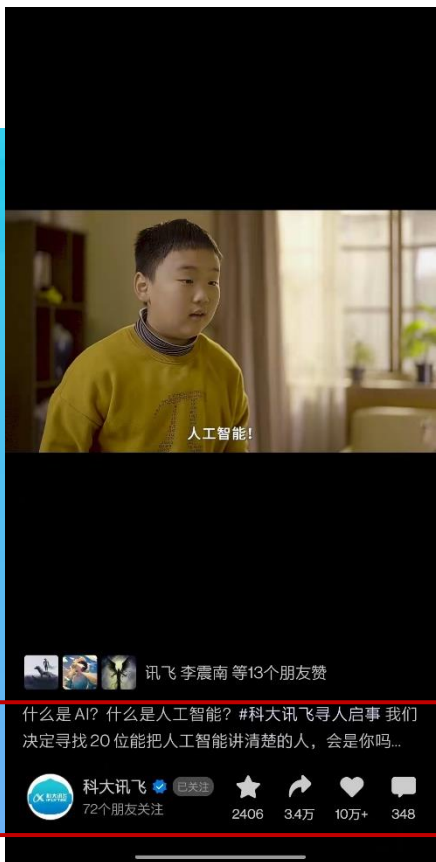 人工智能!
讯飞 李震南 等13个朋友赞
什么是 AI? 什么是人工智能? #科大讯飞寻人启事 我们
决定寻找 20 位能把人工智能讲清楚的人，会是你吗...
科大讯飞 已关注
72个朋友关注
2406 3.4万 10万+ 348